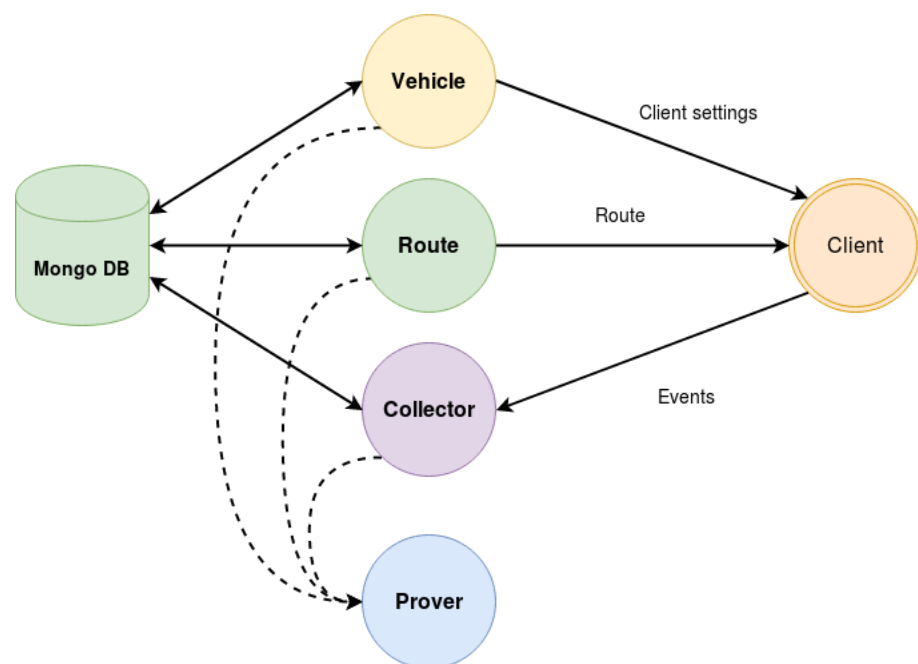 Vehicle
Client settings
Route
Route
Client
Mongo DB
Collector
Events
Prover